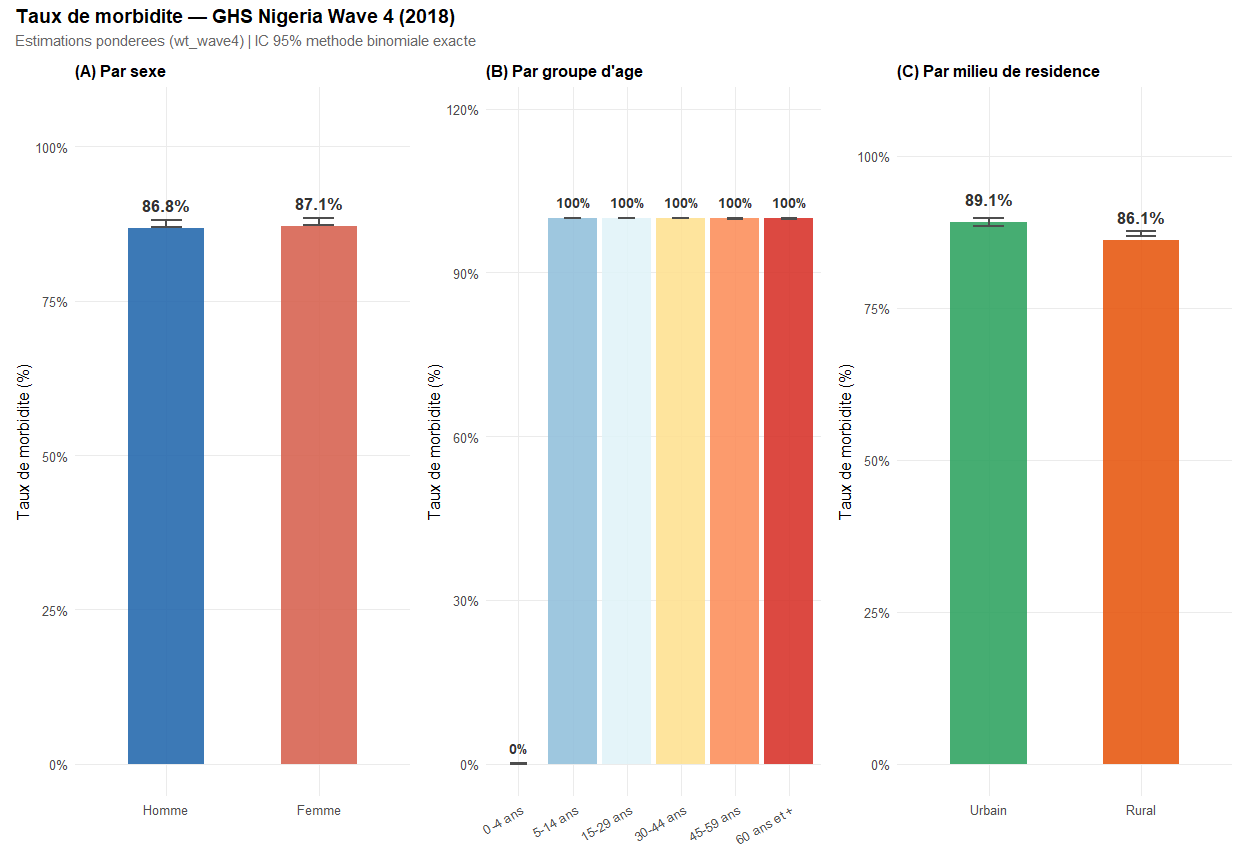 Taux de morbidite — GHS Nigeria Wave 4 (2018)
Estimations ponderees (wt_wave4) | IC 95% methode binomiale exacte
(A) Par sexe
Taux de morbidite (%)
100%
75%
50%
25%
0%
86.8%
87.1%
Homme
Femme
(B) Par groupe d'age
Taux de morbidite (%)
120%
90%
60%
30%
0%
0%
100%
100%
100%
100%
100%
0-4 ans
5-14 ans
15-29 ans
30-44 ans
45-59 ans
60 ans et +
(C) Par milieu de residence
Taux de morbidite (%)
100%
75%
50%
25%
0%
89.1%
86.1%
Urbain
Rural